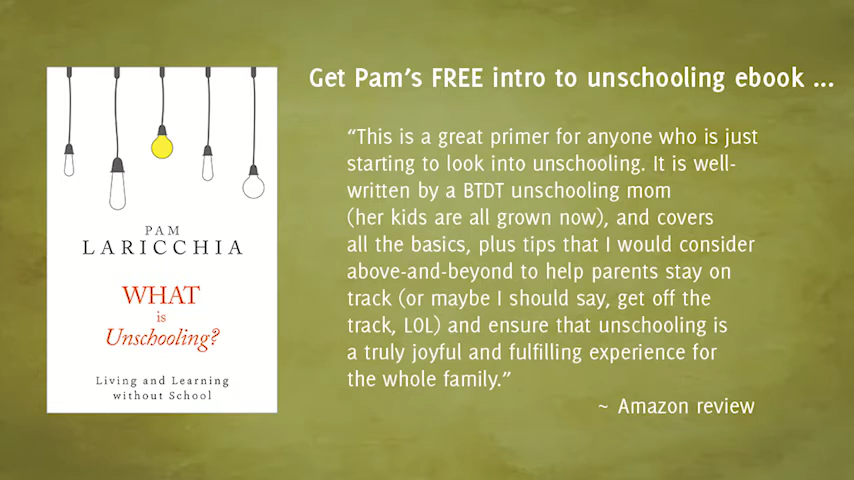 Get Pam's FREE intro to unschooling ebook ...
PAM
LARICCHIA
WHAT
is
Unschooling?
Living and Learning
without School
“This is a great primer for anyone who is just
starting to look into unschooling. It is well-
written by a BTDT unschooling mom
(her kids are all grown now), and covers
all the basics, plus tips that I would consider
above-and-beyond to help parents stay on
track (or maybe I should say, get off the
track, LOL) and ensure that unschooling is
a truly joyful and fulfilling experience for
the whole family.”
~ Amazon review